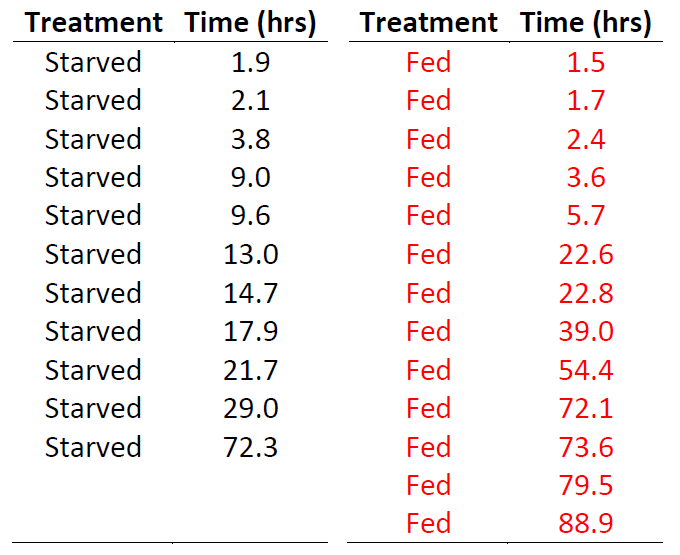 Treatment Time (hrs) Treatment Time (hrs)
Starved 1.9 Fed 1.5
Starved 2.1 Fed 1.7
Starved 3.8 Fed 2.4
Starved 9.0 Fed 3.6
Starved 9.6 Fed 5.7
Starved 13.0 Fed 22.6
Starved 14.7 Fed 22.8
Starved 17.9 Fed 39.0
Starved 21.7 Fed 54.4
Starved 29.0 Fed 72.1
Starved 72.3 Fed 73.6
Fed 79.5
Fed 88.9